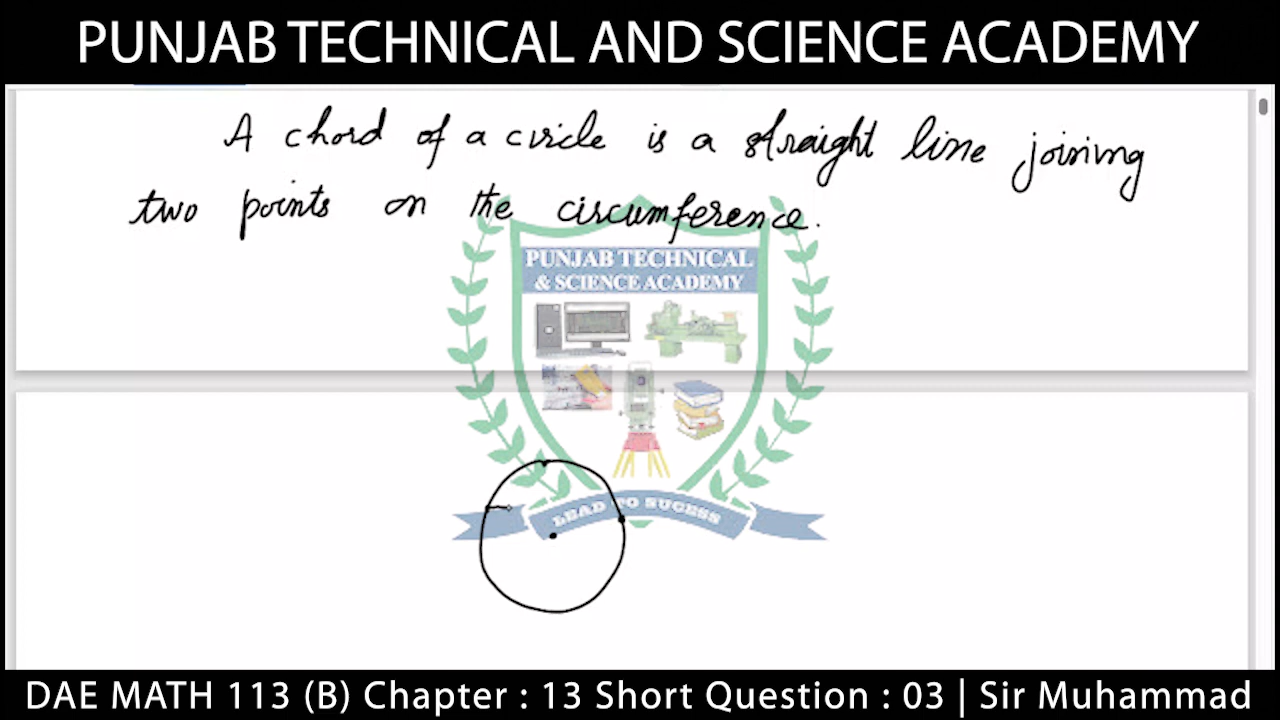 PUNJAB TECHNICAL AND SCIENCE ACADEMY
A chord of a circle is a straight line joining
two points on the circumference.
PUNJAB TECHNICAL
& SCIENCE ACADEMY
LEAD TO SUCESS
DAE MATH 113 (B) Chapter : 13 Short Question : 03 | Sir Muhammad